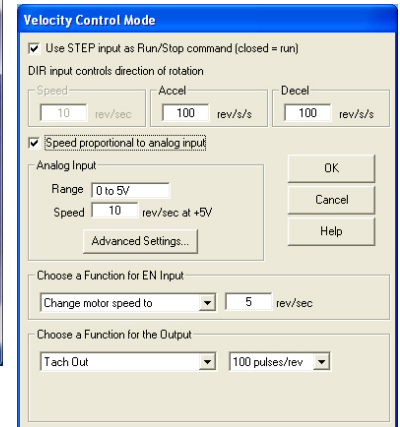 Velocity Control Mode
Use STEP input as Run/Stop command (closed = run)
DIR input controls direction of rotation
Speed
10 rev/sec
Accel
100 rev/s/s
Decel
100 rev/s/s
Speed proportional to analog input
Analog Input
Range 0 to 5V
Speed 10 rev/sec at +5V
Advanced Settings...
OK
Cancel
Help
Choose a Function for EN Input
Change motor speed to 5 rev/sec
Choose a Function for the Output
Tach Out 100 pulses/rev